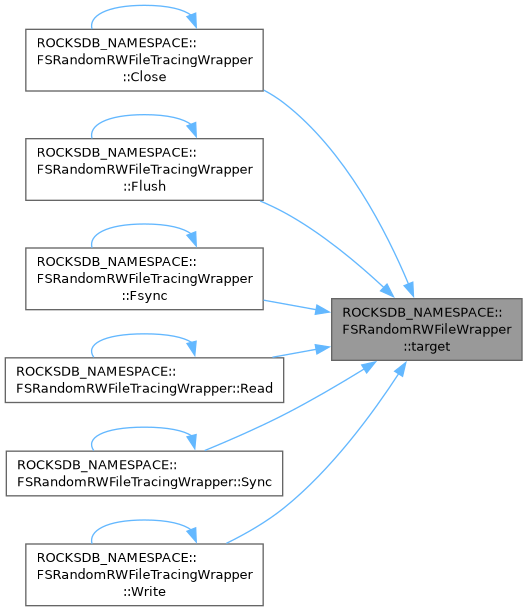 ROCKSDB_NAMESPACE::
FSRandomRWFileTracingWrapper
::Close
ROCKSDB_NAMESPACE::
FSRandomRWFileTracingWrapper
::Flush
ROCKSDB_NAMESPACE::
FSRandomRWFileTracingWrapper
::Fsync
ROCKSDB_NAMESPACE::
FSRandomRWFileWrapper
::target
ROCKSDB_NAMESPACE::
FSRandomRWFileTracingWrapper::Read
ROCKSDB_NAMESPACE::
FSRandomRWFileTracingWrapper::Sync
ROCKSDB_NAMESPACE::
FSRandomRWFileTracingWrapper
::Write